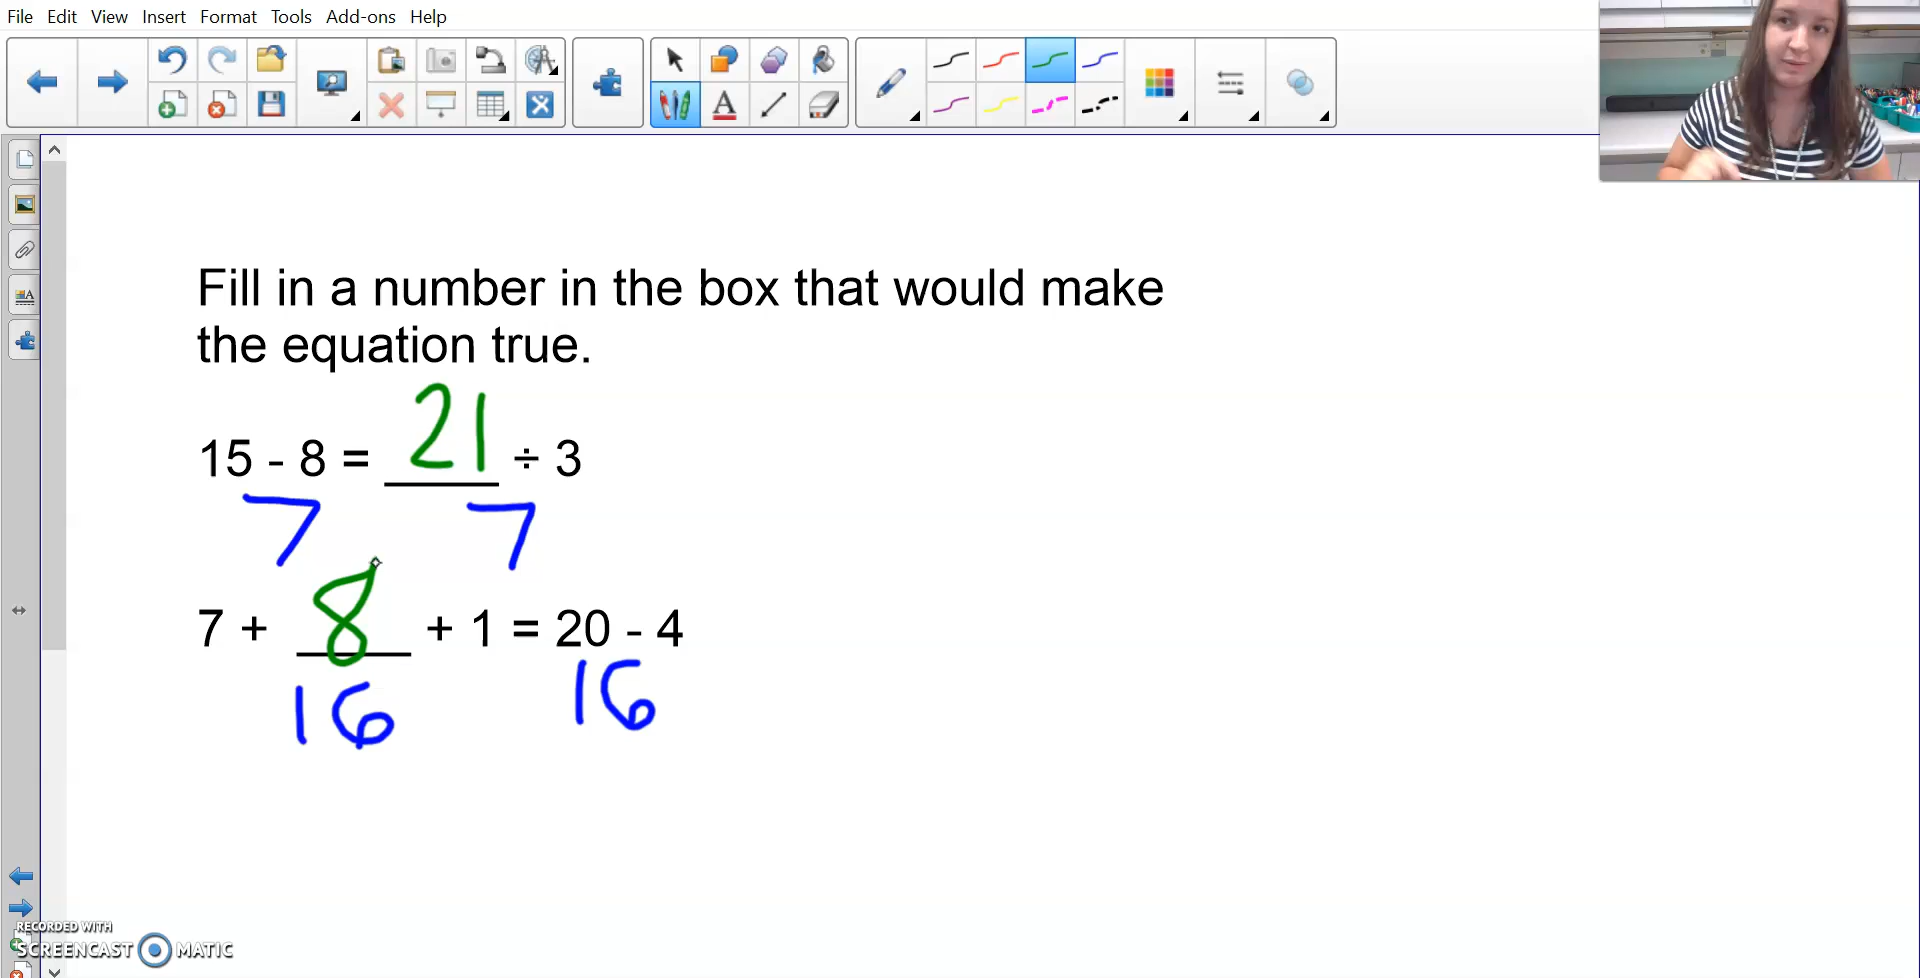 File Edit View Insert Format Tools Add-ons Help
Fill in a number in the box that would make
the equation true.
15 - 8 = 21 ÷ 3
7 7
7 + 8 + 1 = 20 - 4
16 16
RECORDED WITH
SCREENCAST MATIC